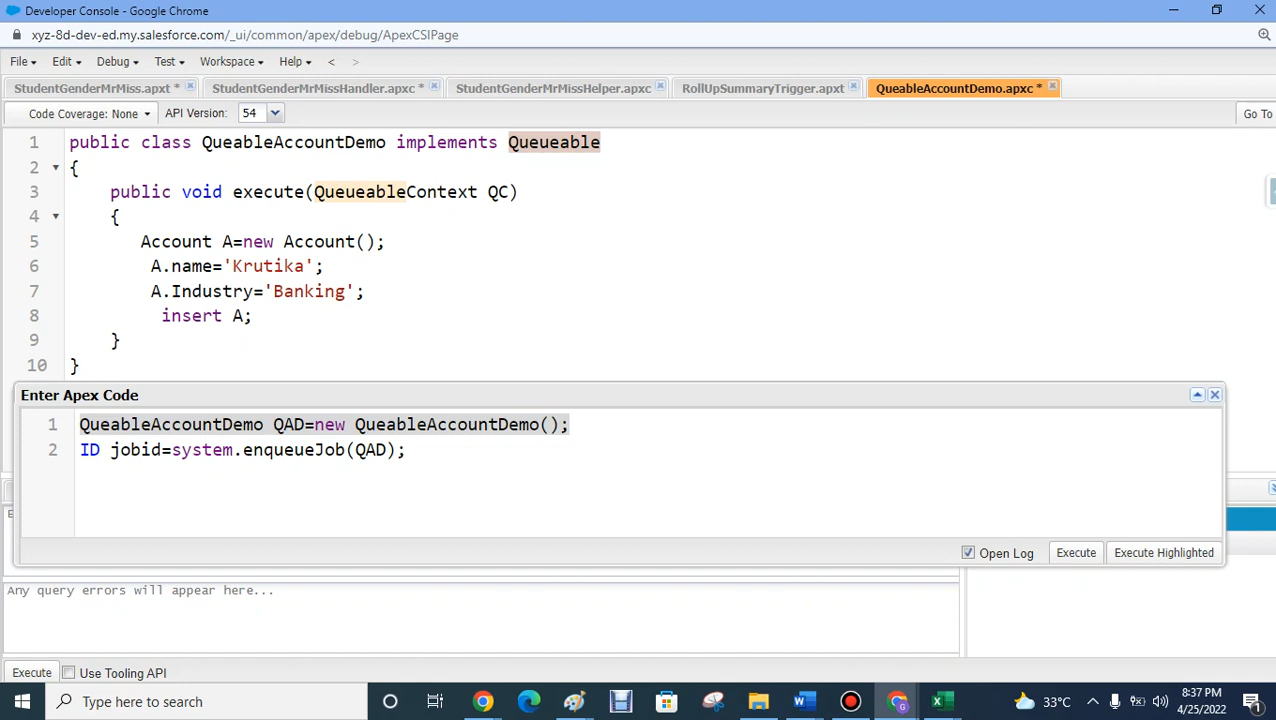 Developer Console - Google Chrome
xyz-8d-dev-ed.my.salesforce.com/_ui/common/apex/debug/ApexCSIPage
File Edit Debug Test Workspace Help < >
StudentGenderMrMiss.apxt * StudentGenderMrMissHandler.apxc * StudentGenderMrMissHelper.apxc RollUpSummaryTrigger.apxt QueableAccountDemo.apxc *
Code Coverage: None API Version: 54 Go To
1 public class QueableAccountDemo implements Queueable
2 {
3 public void execute(QueueableContext QC)
4 {
5 Account A=new Account();
6 A.name='Krutika';
7 A.Industry='Banking';
8 insert A;
9 }
10 }
Enter Apex Code
1 QueableAccountDemo QAD=new QueableAccountDemo();
2 ID jobid=system.enqueueJob(QAD);
Open Log Execute Execute Highlighted
Any query errors will appear here...
Execute Use Tooling API
Type here to search 33°C 8:37 PM
4/25/2022 1